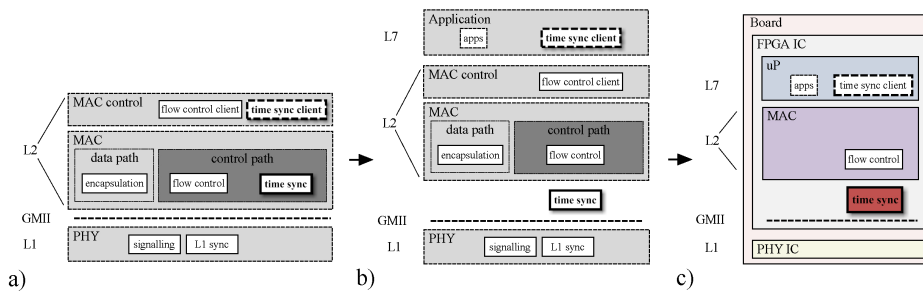 a)
MAC control
flow control client
time sync client
L2
MAC
data path
control path
encapsulation
flow control
time sync
GMII
L1
PHY
signalling
L1 sync
b)
L7
Application
apps
time sync client
MAC control
flow control client
L2
MAC
data path
control path
encapsulation
flow control
time sync
GMII
L1
PHY
signalling
L1 sync
c)
Board
FPGA IC
uP
L7
apps
time sync client
L2
MAC
flow control
time sync
GMII
L1
PHY IC